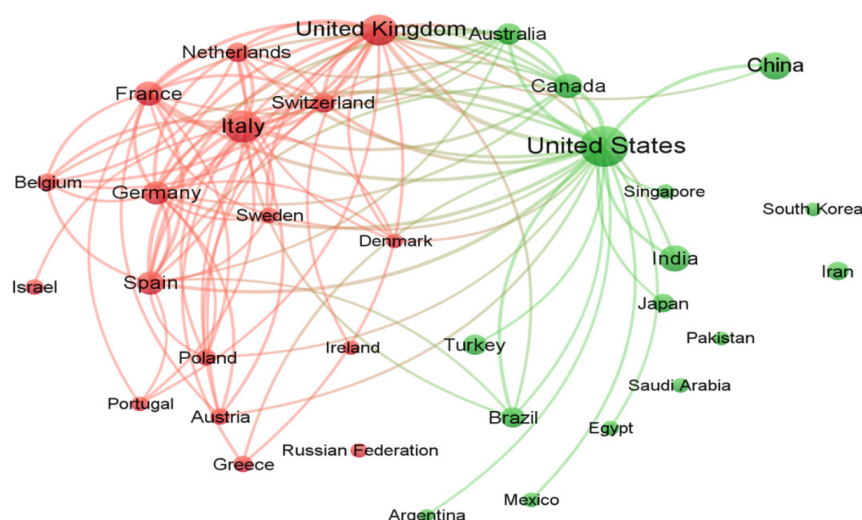 United Kingdom
Australia
Netherlands
China
Canada
France
Switzerland
Italy
United States
Belgium
Germany
Singapore
South Korea
Sweden
Denmark
India
Iran
Israel
Spain
Japan
Pakistan
Ireland
Turkey
Poland
Saudi Arabia
Portugal
Austria
Brazil
Egypt
Russian Federation
Greece
Mexico
Argentina